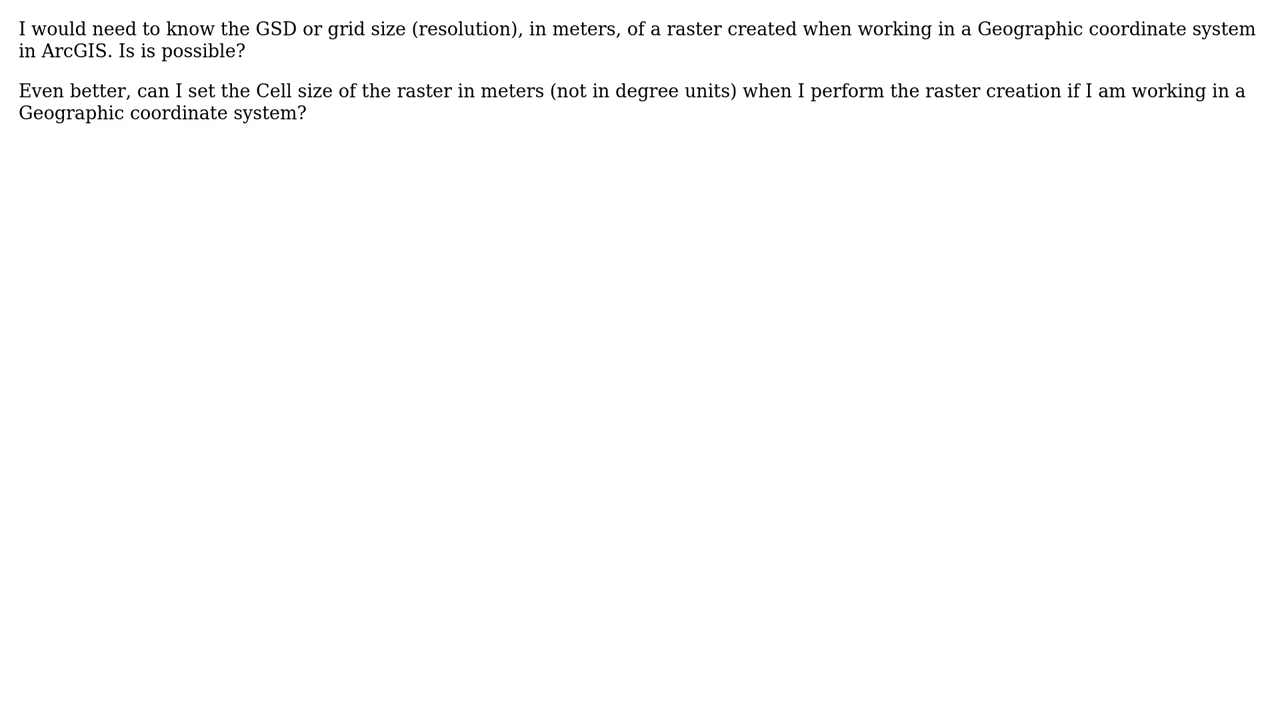 I would need to know the GSD or grid size (resolution), in meters, of a raster created when working in a Geographic coordinate system
in ArcGIS. Is is possible?
Even better, can I set the Cell size of the raster in meters (not in degree units) when I perform the raster creation if I am working in a
Geographic coordinate system?